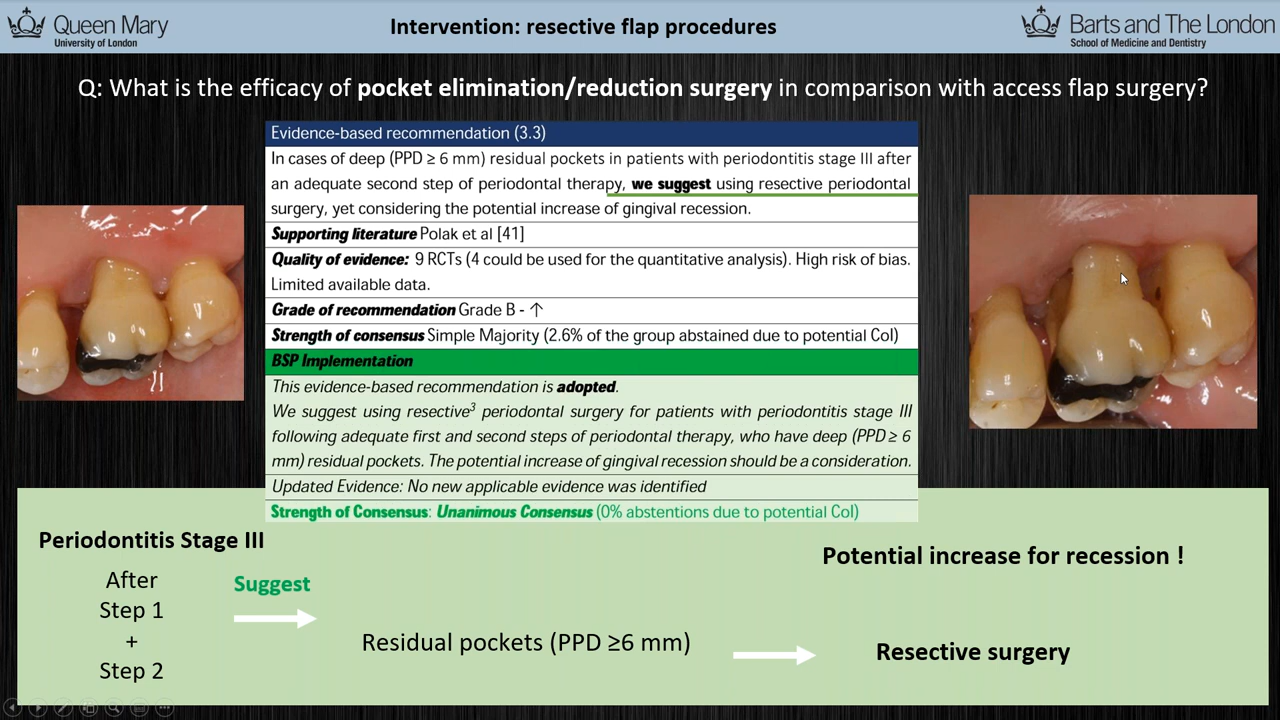 Queen Mary
University of London
Intervention: resective flap procedures
Barts and The London
School of Medicine and Dentistry
Q: What is the efficacy of pocket elimination/reduction surgery in comparison with access flap surgery?
Evidence-based recommendation (3.3)
In cases of deep (PPD ≥ 6 mm) residual pockets in patients with periodontitis stage III after
an adequate second step of periodontal therapy, we suggest using resective periodontal
surgery, yet considering the potential increase of gingival recession.
Supporting literature Polak et al [41]
Quality of evidence: 9 RCTs (4 could be used for the quantitative analysis). High risk of bias.
Limited available data.
Grade of recommendation Grade B - ↑
Strength of consensus Simple Majority (2.6% of the group abstained due to potential CoI)
BSP Implementation
This evidence-based recommendation is adopted.
We suggest using resective³ periodontal surgery for patients with periodontitis stage III
following adequate first and second steps of periodontal therapy, who have deep (PPD ≥ 6
mm) residual pockets. The potential increase of gingival recession should be a consideration.
Updated Evidence: No new applicable evidence was identified
Strength of Consensus: Unanimous Consensus (0% abstentions due to potential CoI)
Periodontitis Stage III
After
Step 1
+
Step 2
Suggest
Residual pockets (PPD ≥6 mm)
Potential increase for recession !
Resective surgery